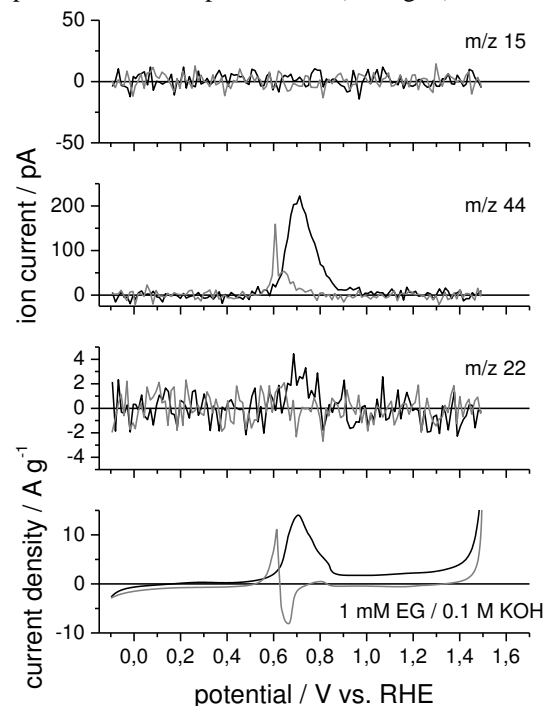 50
m/z 15
0
-50
200
m/z 44
100
0
ion current / pA
4
m/z 22
2
0
-2
-4
10
0
1 mM EG / 0.1 M KOH
-10
current density / A g⁻¹
0,0 0,2 0,4 0,6 0,8 1,0 1,2 1,4 1,6
potential / V vs. RHE